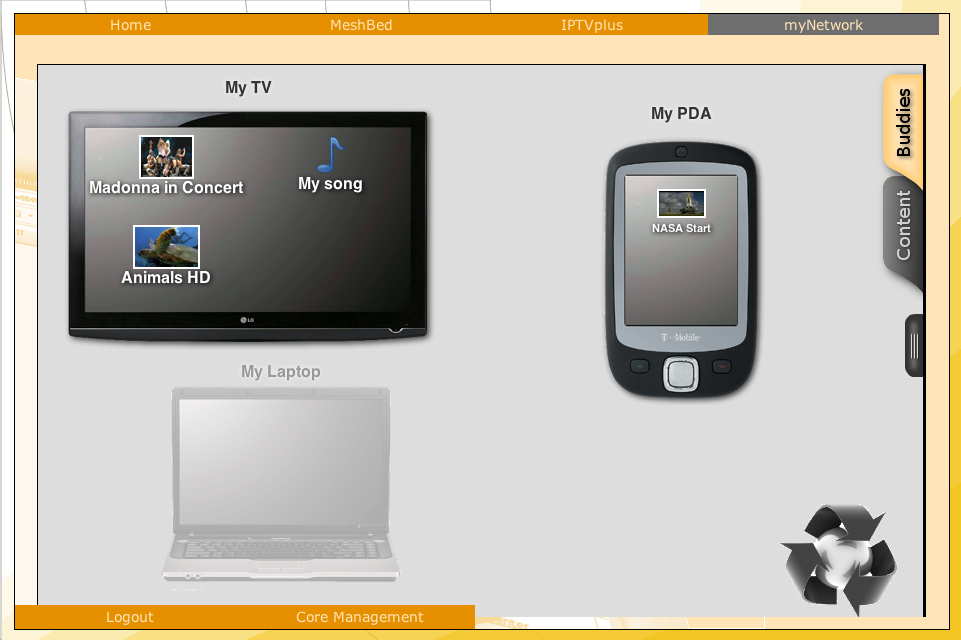 Home
MeshBed
IPTVplus
myNetwork
My TV
My PDA
Buddies
Content
Madonna in Concert
My song
Animals HD
NASA Start
LG
T··Mobile·
My Laptop
Logout
Core Management